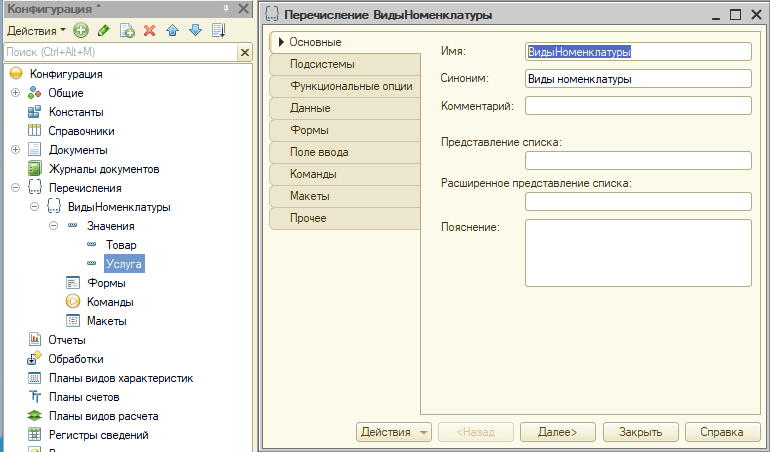 Конфигурация *
Действия
Поиск (Ctrl+Alt+M)
Конфигурация
Общие
Константы
Справочники
Документы
Журналы документов
Перечисления
ВидыНоменклатуры
Значения
Товар
Услуга
Формы
Команды
Макеты
Отчеты
Обработки
Планы видов характеристик
Планы счетов
Планы видов расчета
Регистры сведений
Перечисление ВидыНоменклатуры
Основные
Подсистемы
Функциональные опции
Данные
Формы
Поле ввода
Команды
Макеты
Прочее
Имя: ВидыНоменклатуры
Синоним: Виды номенклатуры
Комментарий:
Представление списка:
Расширенное представление списка:
Пояснение:
Действия <Назад Далее> Закрыть Справка